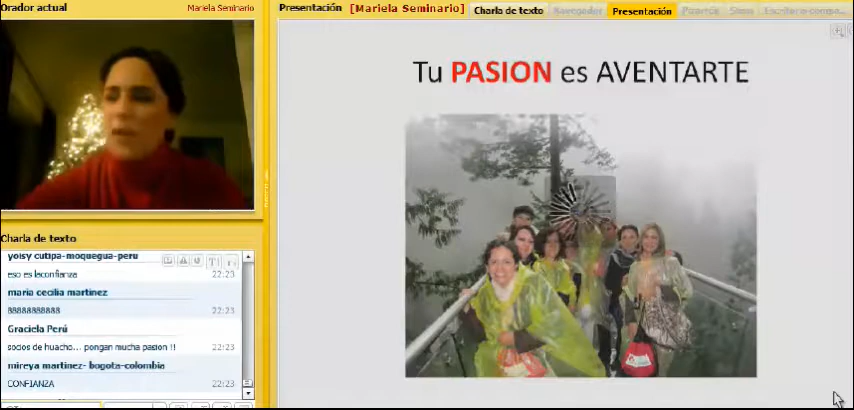 Orador actual
Mariela Seminario
Charla de texto
yoisy cutipa-moquegua-peru
eso es laconfianza 22:23
maria cecilia martinez
88888888888 22:23
Graciela Perú
socios de huacho... pongan mucha pasion !! 22:23
mireya martinez- bogota-colombia
CONFIANZA 22:23
Presentación [Mariela Seminario] Charla de texto Navegador Presentación Pizarra
Tu PASION es AVENTARTE